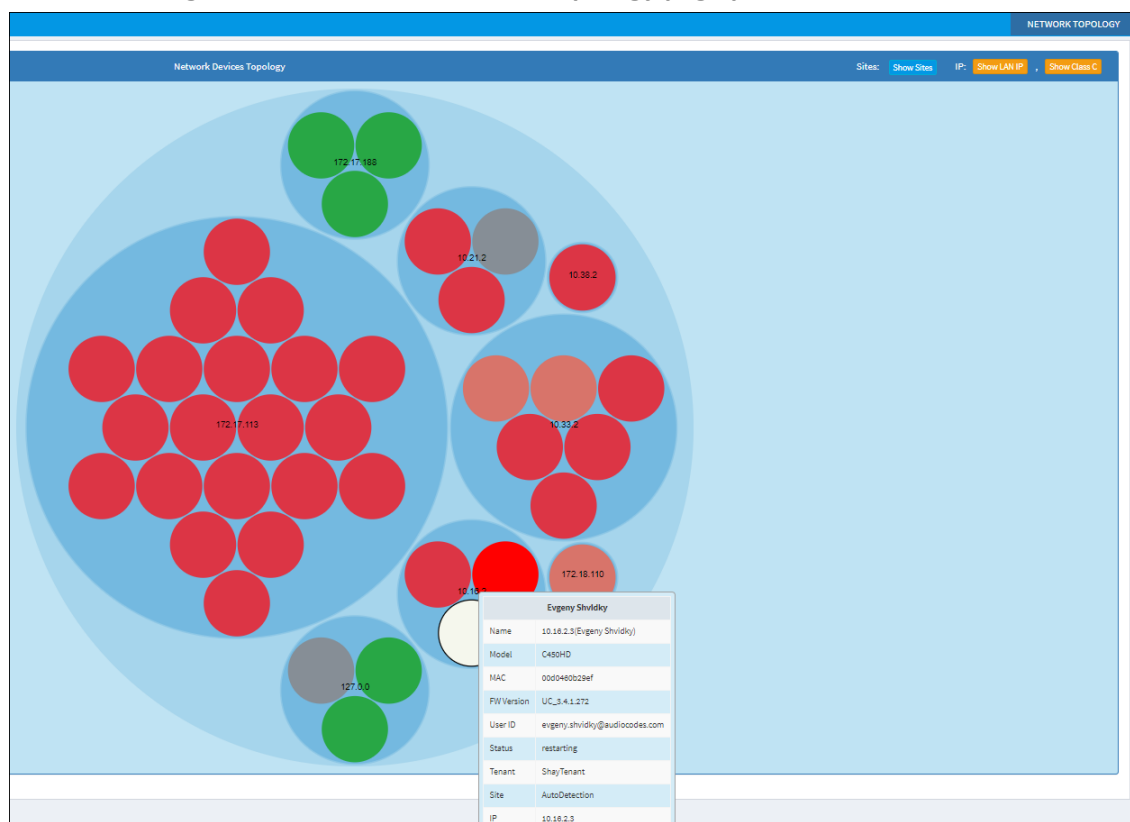 NETWORK TOPOLOGY
Network Devices Topology
Sites: Show Sites IP: Show LAN IP , Show Class C
172.17.188
10.21.2
10.38.2
172.17.113
10.33.2
172.18.110
127.0.0
Evgeny Shvidky
Name 10.16.2.3(Evgeny Shvidky)
Model C450HD
MAC 00d0460b29ef
FW Version UC_3.4.1.272
User ID evgeny.shvidky@audiocodes.com
Status restarting
Tenant ShayTenant
Site AutoDetection
IP 10.16.2.3